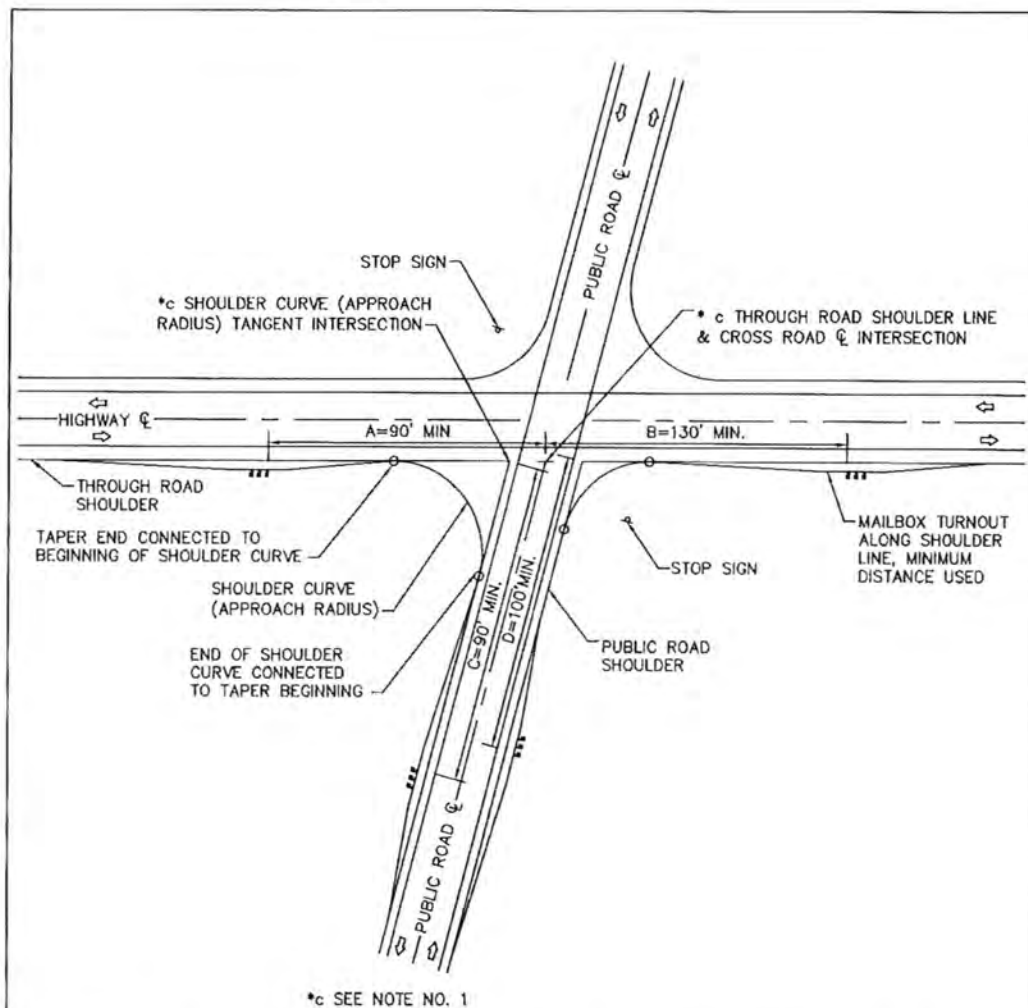 PUBLIC ROAD ℄
STOP SIGN
*c SHOULDER CURVE (APPROACH
RADIUS) TANGENT INTERSECTION
* c THROUGH ROAD SHOULDER LINE
& CROSS ROAD ℄ INTERSECTION
HIGHWAY ℄
A=90' MIN
B=130' MIN.
THROUGH ROAD
SHOULDER
TAPER END CONNECTED TO
BEGINNING OF SHOULDER CURVE
SHOULDER CURVE
(APPROACH RADIUS)
END OF SHOULDER
CURVE CONNECTED
TO TAPER BEGINNING
C=90' MIN.
D=100'MIN.
MAILBOX TURNOUT
ALONG SHOULDER
LINE, MINIMUM
DISTANCE USED
STOP SIGN
PUBLIC ROAD
SHOULDER
PUBLIC ROAD ℄
*c SEE NOTE NO. 1